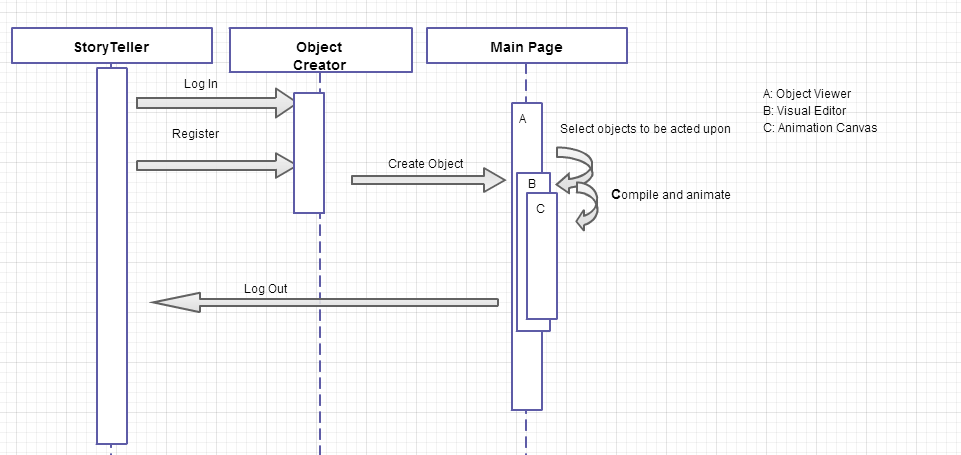 StoryTeller
Object
Creator
Main Page
Log In
Register
Create Object
A
Select objects to be acted upon
B
Compile and animate
C
Log Out
A: Object Viewer
B: Visual Editor
C: Animation Canvas